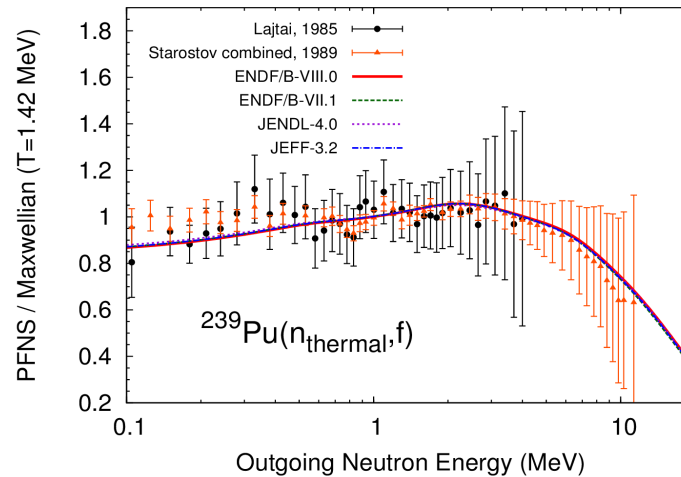 Lajtai, 1985
Starostov combined, 1989
ENDF/B-VIII.0
ENDF/B-VII.1
JENDL-4.0
JEFF-3.2
1.8
1.6
1.4
1.2
1
0.8
0.6
0.4
0.2
PFNS / Maxwellian (T=1.42 MeV)
²³⁹Pu(nthermal,f)
0.1
1
10
Outgoing Neutron Energy (MeV)